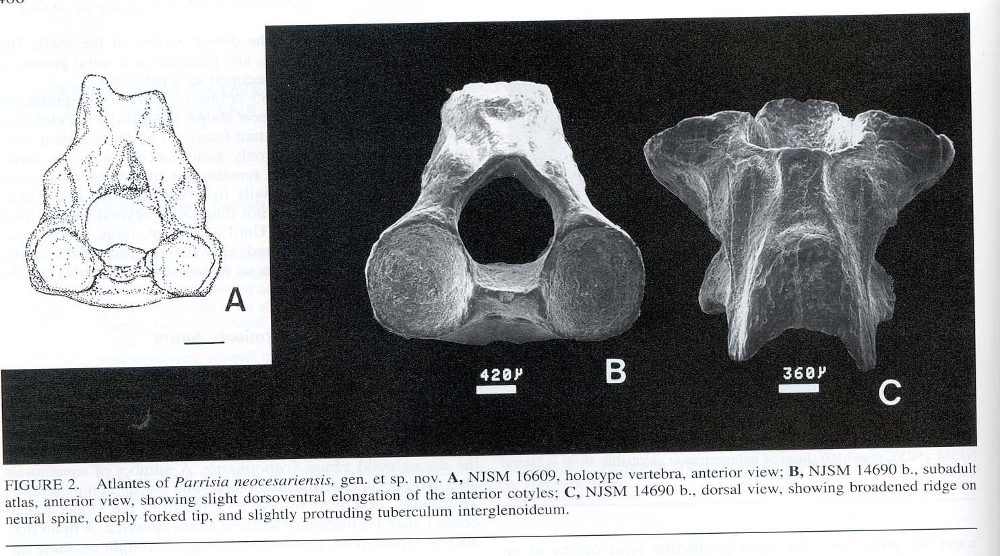 A
420μ
B
360μ
C
FIGURE 2. Atlantes of Parrisia neocesariensis, gen. et sp. nov. A, NJSM 16609, holotype vertebra, anterior view; B, NJSM 14690 b., subadult
atlas, anterior view, showing slight dorsoventral elongation of the anterior cotyles; C, NJSM 14690 b., dorsal view, showing broadened ridge on
neural spine, deeply forked tip, and slightly protruding tuberculum interglenoideum.